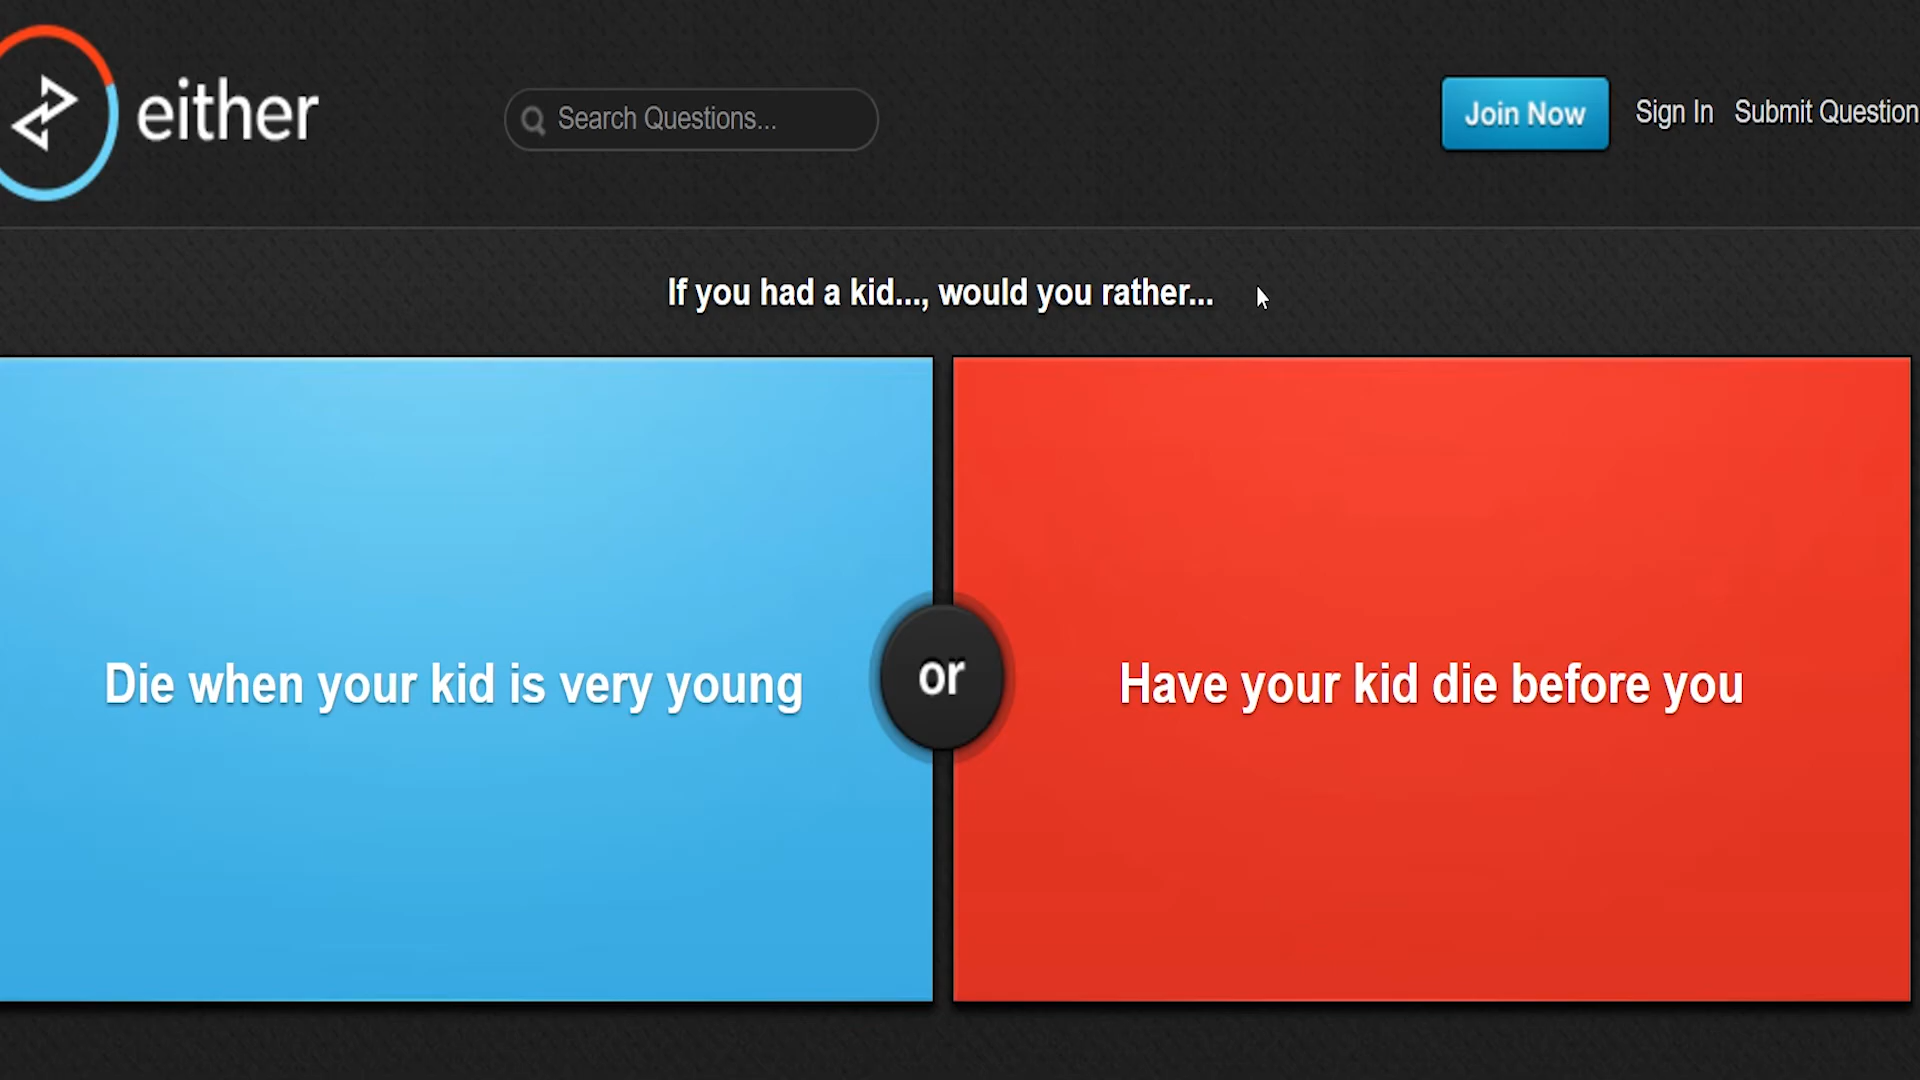 either
Search Questions...
Join Now
Sign In
Submit Question
If you had a kid..., would you rather...
Die when your kid is very young
or
Have your kid die before you